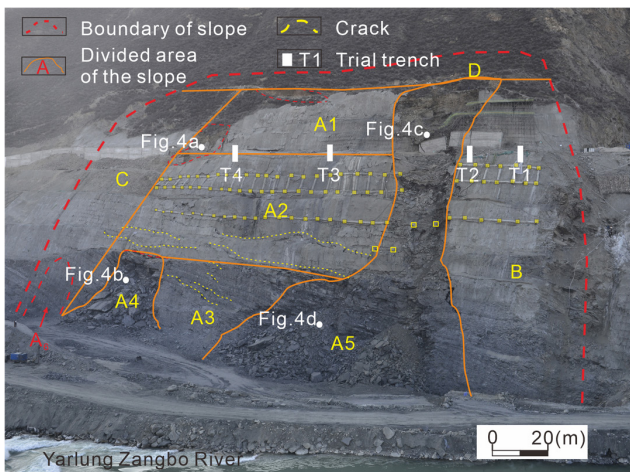 Boundary of slope
Crack
A
Divided area
of the slope
T1 Trial trench
D
A1
Fig.4a
Fig.4c
C
T4
T3
T2
T1
A2
B
Fig.4b
A4
A3
Fig.4d
A5
0 20(m)
Yarlung Zangbo River